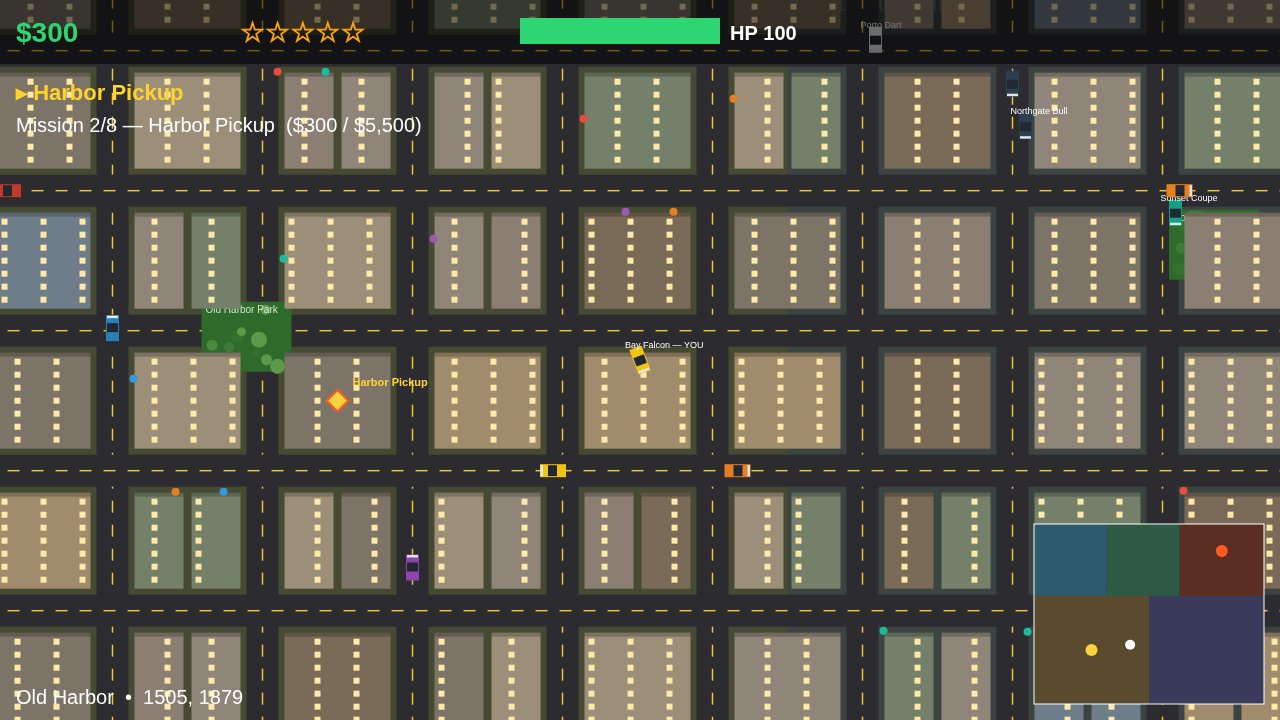 $300
☆☆☆☆☆
HP 100
Porto Dart
▸ Harbor Pickup
Mission 2/8 — Harbor Pickup ($300 / $5,500)
Northgate Bull
Sunset Coupe
Old Harbor Park
Bay Falcon — YOU
Harbor Pickup
Old Harbor • 1505, 1879